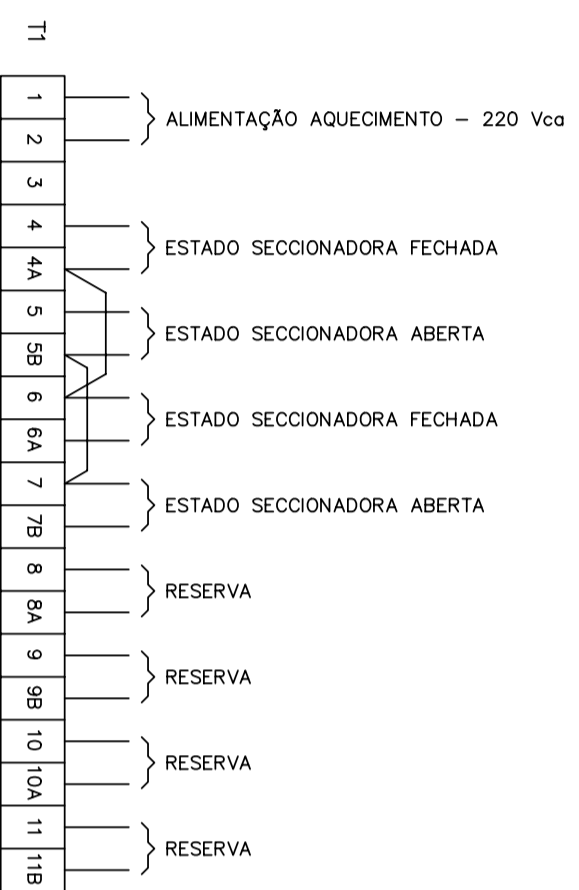 T1
1
ALIMENTAÇÃO AQUECIMENTO – 220 Vca
2
3
4
ESTADO SECCIONADORA FECHADA
4A
5
ESTADO SECCIONADORA ABERTA
5B
6
ESTADO SECCIONADORA FECHADA
6A
7
ESTADO SECCIONADORA ABERTA
7B
8
RESERVA
8A
9
RESERVA
9B
10
RESERVA
10A
11
RESERVA
11B